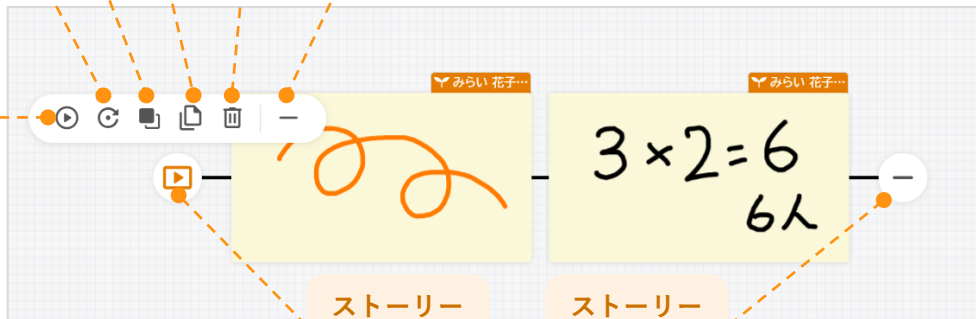 みらい 花子…
みらい 花子…
3×2=6
6人
ストーリー
ストーリー